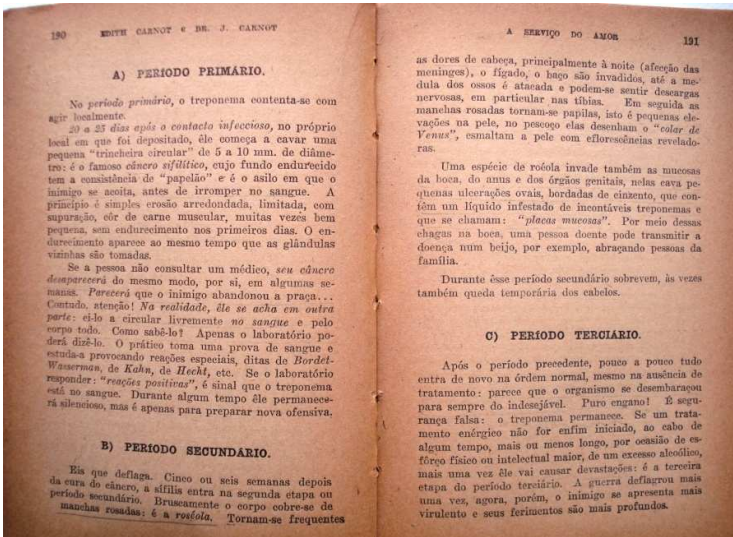 190 EDITH CARNOT e DR. J. CARNOT
A) PERÍODO PRIMÁRIO.
No período primário, o treponema contenta-se com
agir localmente.
20 a 25 dias após o contacto infeccioso, no próprio
local em que foi depositado, êle começa a cavar uma
pequena "trincheira circular" de 5 a 10 mm. de diâme-
tro: é o famoso câncro sifilítico, cujo fundo endurecido
tem a consistência de "papelão" e é o asilo em que o
inimigo se acoita, antes de irromper no sangue. A
princípio é simples erosão arredondada, limitada, com
supuração, côr de carne muscular, muitas vezes bem
pequena, sem endurecimento nos primeiros dias. O en-
durecimento aparece ao mesmo tempo que as glândulas
vizinhas são tomadas.
Se a pessoa não consultar um médico, seu câncro
desaparecerá do mesmo modo, por si, em algumas se-
manas. Parecerá que o inimigo abandonou a praça...
Contudo, atenção! Na realidade, êle se acha em outra
parte: ei-lo a circular livremente no sangue e pelo
corpo todo. Como sabê-lo? Apenas o laboratório po-
derá dizê-lo. O prático toma uma prova de sangue e
estuda-a provocando reações especiais, ditas de Bordet-
Wasserman, de Kahn, de Hecht, etc. Se o laboratório
responder: "reações positivas", é sinal que o treponema
está no sangue. Durante algum tempo êle permanece-
rá silencioso, mas é apenas para preparar nova ofensiva.
B) PERÍODO SECUNDÁRIO.
Eis que deflaga. Cinco ou seis semanas depois
da cura do câncro, a sífilis entra na segunda etapa ou
período secundário. Bruscamente o corpo cobre-se de
manchas rosadas: é a roséola. Tornam-se frequentes
A SERVIÇO DO AMOR 191
as dores de cabeça, principalmente à noite (afecção das
meninges), o fígado, o baço são invadidos, até a me-
dula dos ossos é atacada e podem-se sentir descargas
nervosas, em particular nas tíbias. Em seguida as
manchas rosadas tornam-se papilas, isto é pequenas ele-
vações na pele, no pescoço elas desenham o "colar de
Venus", esmaltam a pele com eflorescências revelado-
ras.
Uma espécie de roéola invade também as mucosas
da boca, do anus e dos órgãos genitais, nelas cava pe-
quenas ulcerações ovais, bordadas de cinzento, que con-
têm um líquido infestado de incontáveis treponemas e
que se chamam: "placas mucosas". Por meio dessas
chagas na boca, uma pessoa doente pode transmitir a
doença num beijo, por exemplo, abraçando pessoas da
família.
Durante êsse período secundário sobrevem, às vezes
também queda temporária dos cabelos.
C) PERÍODO TERCIÁRIO.
Após o período precedente, pouco a pouco tudo
entra de novo na órdem normal, mesmo na ausência de
tratamento: parece que o organismo se desembaraçou
para sempre do indesejável. Puro engano! É segu-
rança falsa: o treponema permanece. Se um trata-
mento enérgico não for enfim iniciado, ao cabo de
algum tempo, mais ou menos longo, por ocasião de es-
fôrço físico ou intelectual maior, de um excesso alcoólico,
mais uma vez êle vai causar devastações: é a terceira
etapa do período terciário. A guerra deflagrou mais
uma vez, agora, porém, o inimigo se apresenta mais
virulento e seus ferimentos são mais profundos.